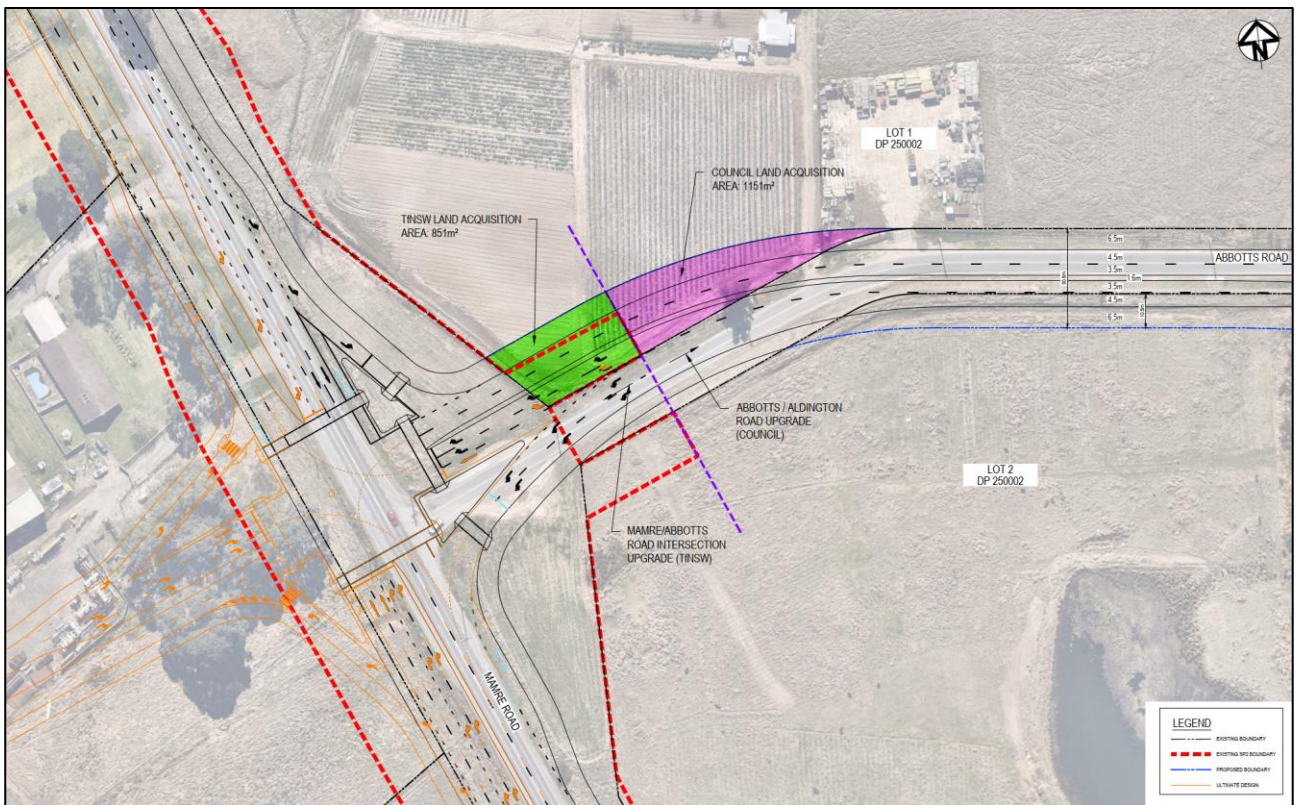 N
LOT 1
DP 250002
COUNCIL LAND ACQUISITION
AREA: 1151m²
TfNSW LAND ACQUISITION
AREA: 851m²
6.5m
4.5m
ABBOTTS ROAD
3.5m
1.6m
3.5m
4.5m
6.5m
ABBOTTS / ALDINGTON
ROAD UPGRADE
(COUNCIL)
LOT 2
DP 250002
MAMRE/ABBOTTS
ROAD INTERSECTION
UPGRADE (TfNSW)
MAMRE ROAD
LEGEND
EXISTING BOUNDARY
EXISTING SP2 BOUNDARY
PROPOSED BOUNDARY
ULTIMATE DESIGN